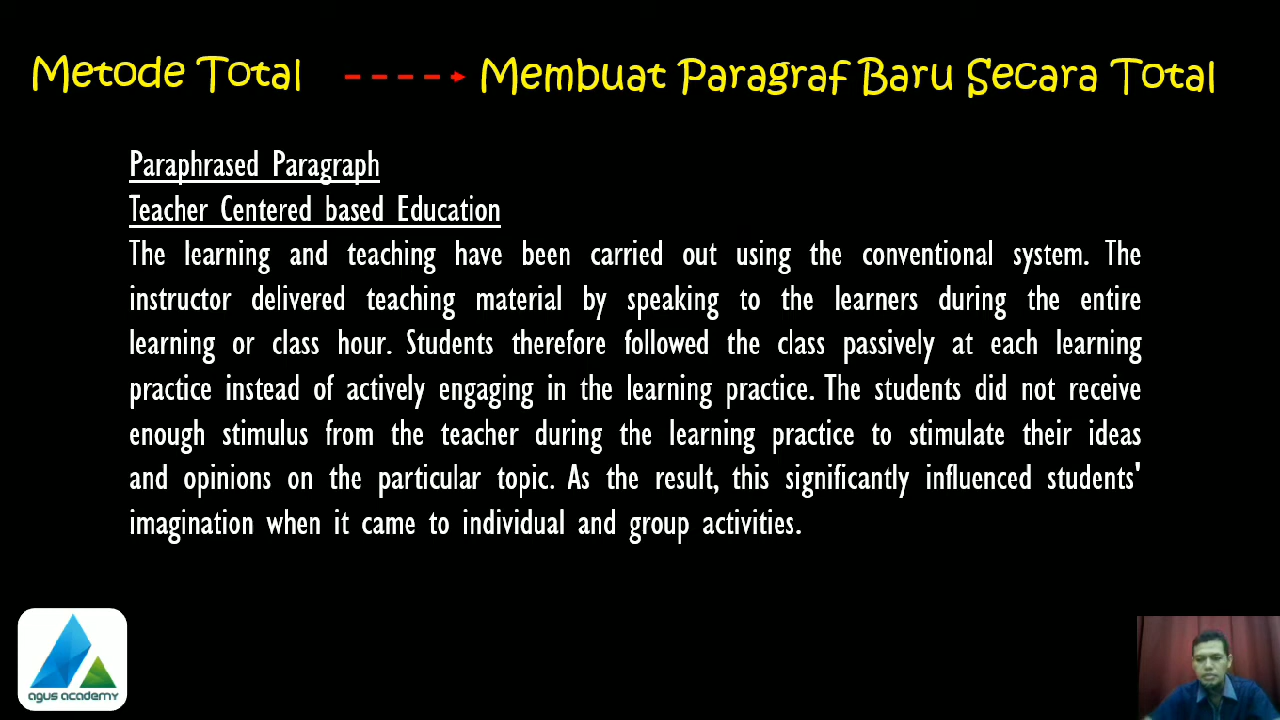 Metode Total Membuat Paragraf Baru Secara Total
Paraphrased Paragraph
Teacher Centered based Education
The learning and teaching have been carried out using the conventional system. The
instructor delivered teaching material by speaking to the learners during the entire
learning or class hour. Students therefore followed the class passively at each learning
practice instead of actively engaging in the learning practice. The students did not receive
enough stimulus from the teacher during the learning practice to stimulate their ideas
and opinions on the particular topic. As the result, this significantly influenced students'
imagination when it came to individual and group activities.
agus academy